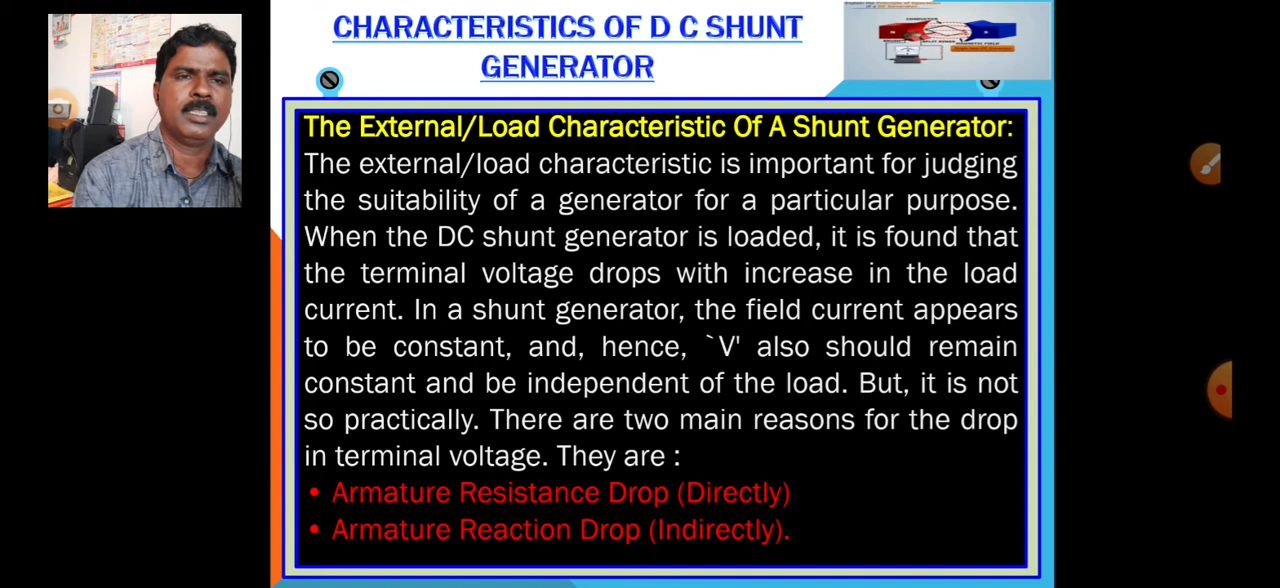 CHARACTERISTICS OF D C SHUNT
GENERATOR
CONDUCTOR
MAGNETIC FIELD
The External/Load Characteristic Of A Shunt Generator:
The external/load characteristic is important for judging
the suitability of a generator for a particular purpose.
When the DC shunt generator is loaded, it is found that
the terminal voltage drops with increase in the load
current. In a shunt generator, the field current appears
to be constant, and, hence, `V' also should remain
constant and be independent of the load. But, it is not
so practically. There are two main reasons for the drop
in terminal voltage. They are :
• Armature Resistance Drop (Directly)
• Armature Reaction Drop (Indirectly).